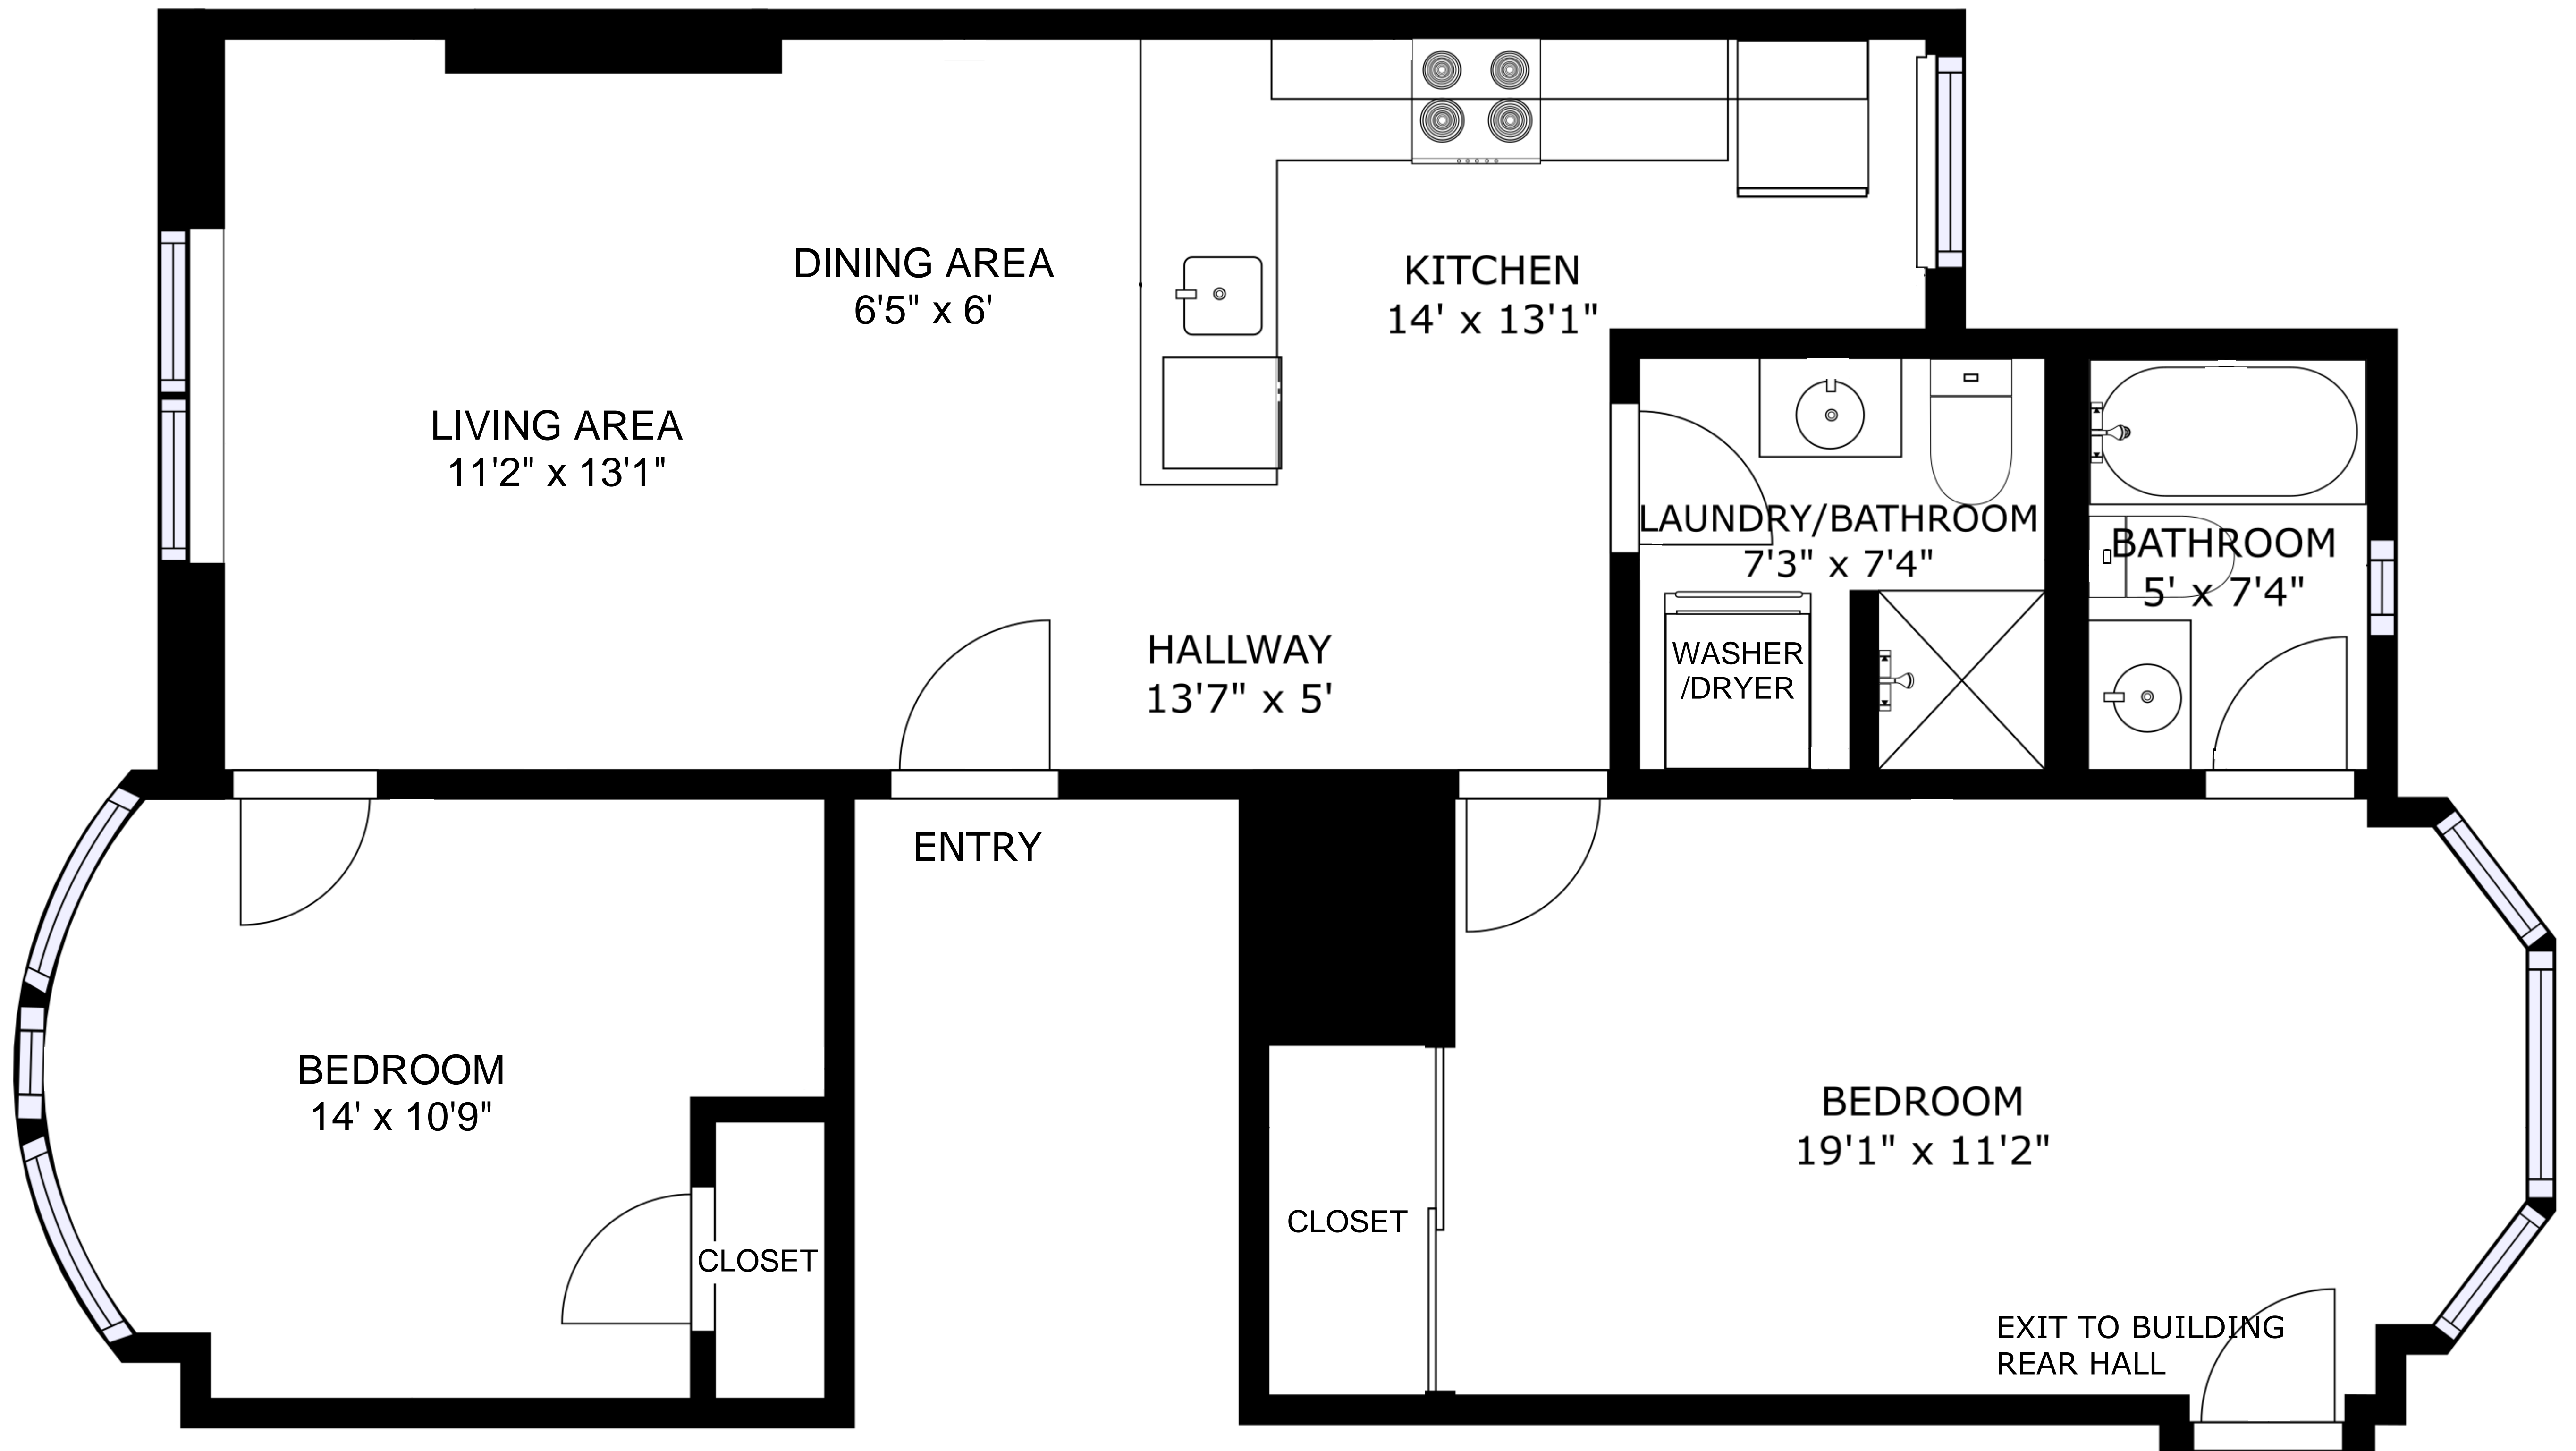 DINING AREA
6'5" x 6'
KITCHEN
14' x 13'1"
LIVING AREA
11'2" x 13'1"
LAUNDRY/BATHROOM
7'3" x 7'4"
BATHROOM
5' x 7'4"
HALLWAY
13'7" x 5'
WASHER
/DRYER
ENTRY
BEDROOM
14' x 10'9"
CLOSET
CLOSET
BEDROOM
19'1" x 11'2"
EXIT TO BUILDING
REAR HALL